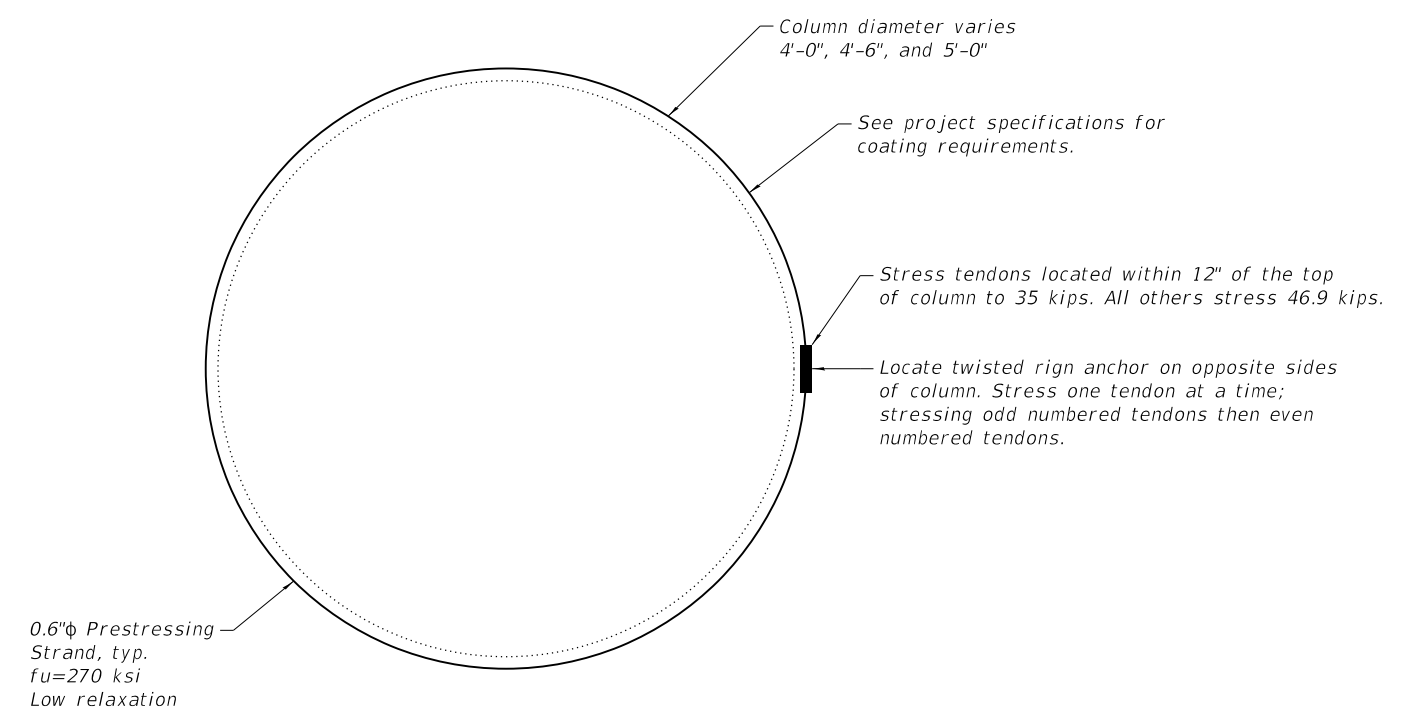 Column diameter varies
4'-0", 4'-6", and 5'-0"
See project specifications for
coating requirements.
Stress tendons located within 12" of the top
of column to 35 kips. All others stress 46.9 kips.
Locate twisted rign anchor on opposite sides
of column. Stress one tendon at a time;
stressing odd numbered tendons then even
numbered tendons.
0.6"ϕ Prestressing
Strand, typ.
fu=270 ksi
Low relaxation